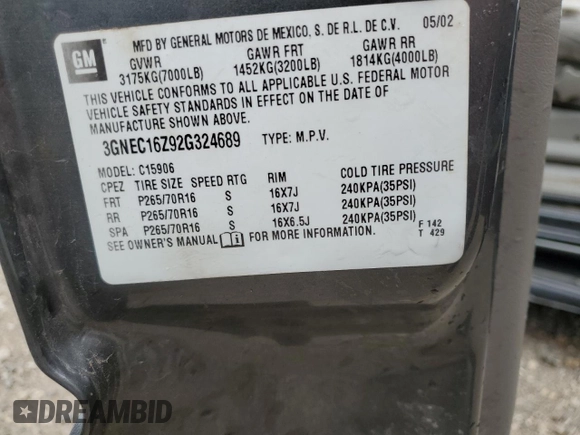 GM
MFD BY GENERAL MOTORS DE MEXICO, S. DE R.L. DE C.V. 05/02
GVWR GAWR FRT GAWR RR
3175KG(7000LB) 1452KG(3200LB) 1814KG(4000LB)
THIS VEHICLE CONFORMS TO ALL APPLICABLE U.S. FEDERAL MOTOR
VEHICLE SAFETY STANDARDS IN EFFECT ON THE DATE OF
MANUFACTURE SHOWN ABOVE.
3GNEC16Z92G324689 TYPE: M.P.V.
MODEL: C15906
CPEZ TIRE SIZE SPEED RTG RIM COLD TIRE PRESSURE
FRT P265/70R16 S 16X7J 240KPA(35PSI)
RR P265/70R16 S 16X7J 240KPA(35PSI)
SPA P265/70R16 S 16X6.5J 240KPA(35PSI)
SEE OWNER'S MANUAL FOR MORE INFORMATION. F 142
T 429
DREAMBID